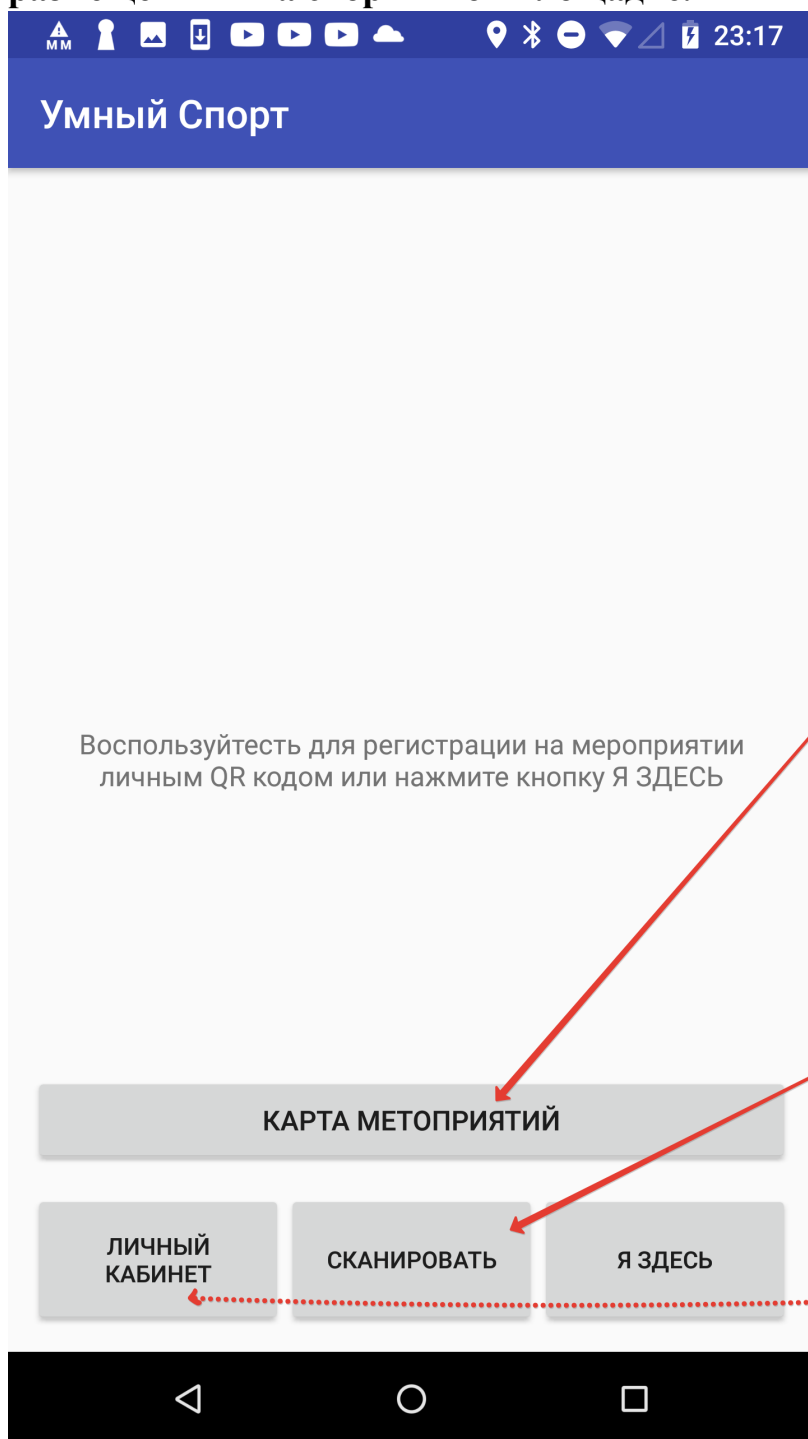 MM
23:17
Умный Спорт
Воспользуйтесть для регистрации на мероприятии
личным QR кодом или нажмите кнопку Я ЗДЕСЬ
КАРТА МЕТОПРИЯТИЙ
ЛИЧНЫЙ
КАБИНЕТ
СКАНИРОВАТЬ
Я ЗДЕСЬ